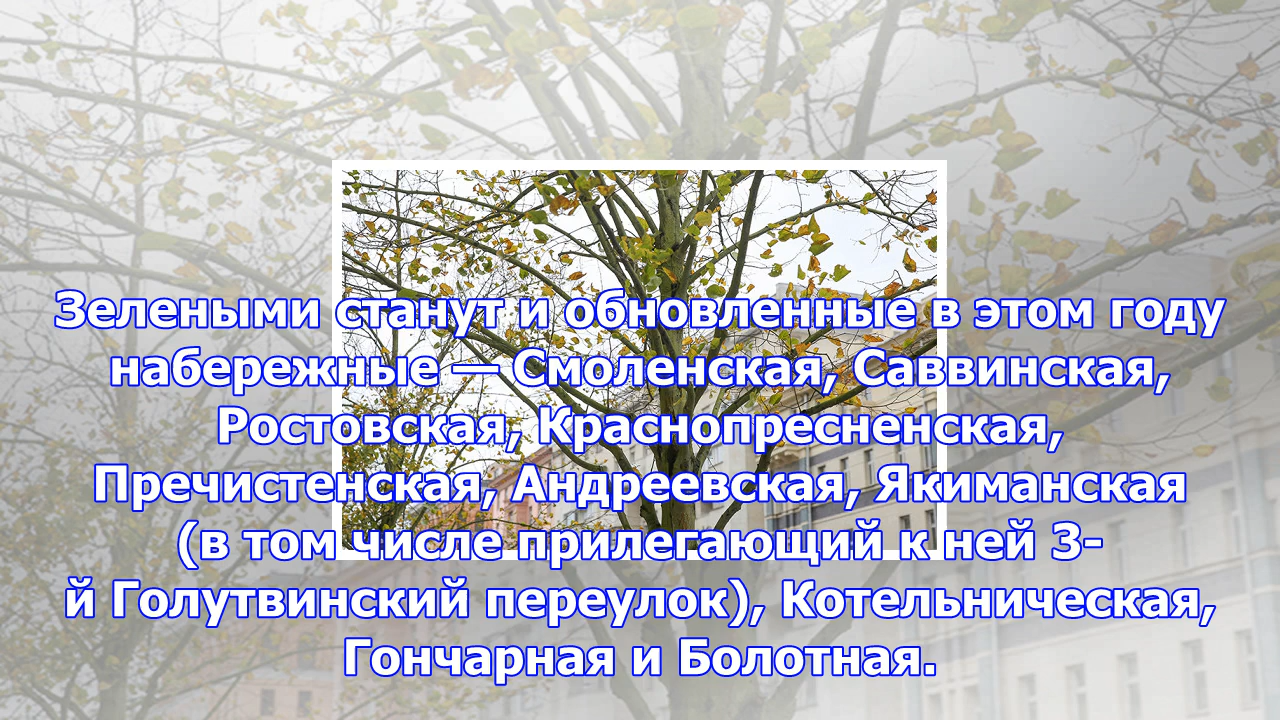 Зелеными станут и обновленные в этом году
набережные — Смоленская, Саввинская,
Ростовская, Краснопресненская,
Пречистенская, Андреевская, Якиманская
(в том числе прилегающий к ней 3-
й Голутвинский переулок), Котельническая,
Гончарная и Болотная.